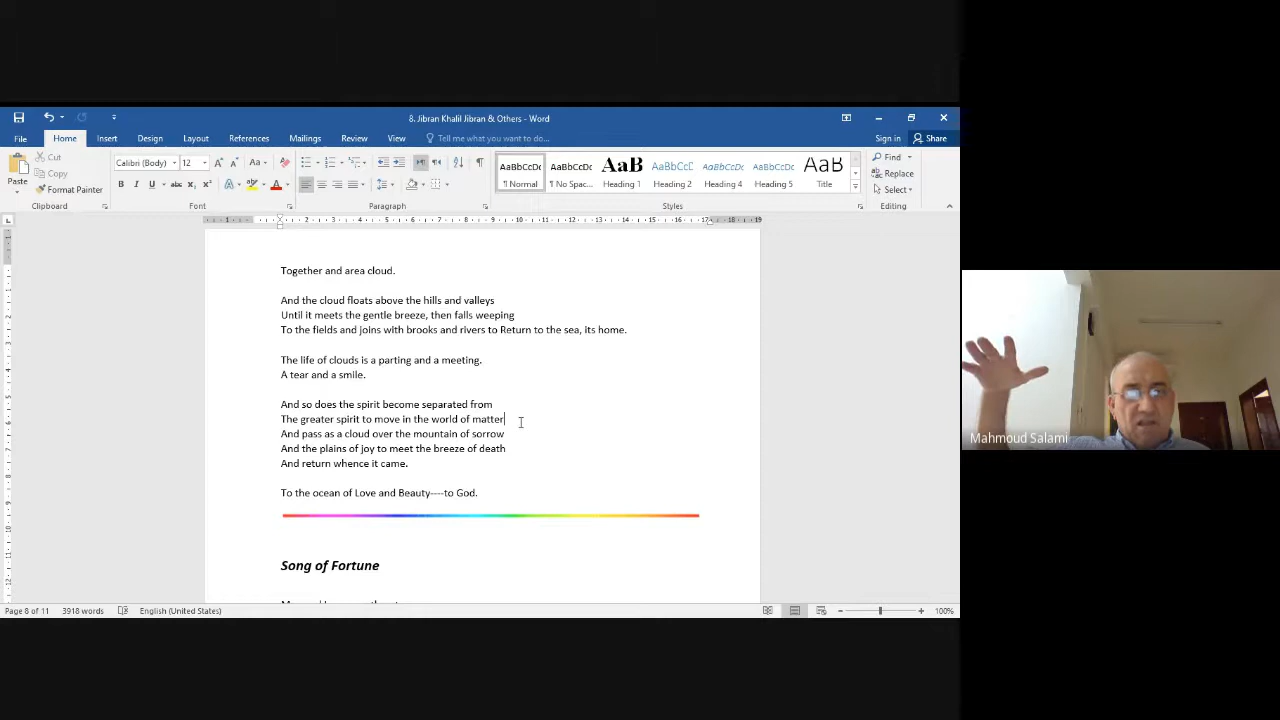 8. Jibran Khalil Jibran & Others - Word
File Home Insert Design Layout References Mailings Review View Tell me what you want to do... Sign in Share
Paste Cut Copy Format Painter
Calibri (Body) 12
AaBbCcDc AaBbCcDc AaB AaBbCcD AaBbCcDc AaBbCcDc AaB
¶ Normal ¶ No Spac... Heading 1 Heading 2 Heading 4 Heading 5 Title
Find Replace Select
Clipboard Font Paragraph Styles Editing
Together and area cloud.
And the cloud floats above the hills and valleys
Until it meets the gentle breeze, then falls weeping
To the fields and joins with brooks and rivers to Return to the sea, its home.
The life of clouds is a parting and a meeting.
A tear and a smile.
And so does the spirit become separated from
The greater spirit to move in the world of matter
And pass as a cloud over the mountain of sorrow
And the plains of joy to meet the breeze of death
And return whence it came.
To the ocean of Love and Beauty----to God.
Song of Fortune
Page 8 of 11 3918 words English (United States) 100%
Mahmoud Salami